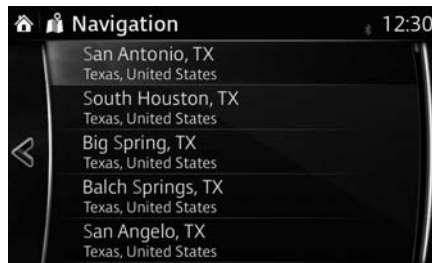 Navigation
12:30
San Antonio, TX
Texas, United States
South Houston, TX
Texas, United States
Big Spring, TX
Texas, United States
Balch Springs, TX
Texas, United States
San Angelo, TX
Texas, United States